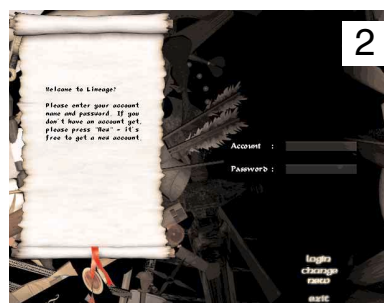 2
Welcome to Lineage!
Please enter your account
name and password. If you
don't have an account yet,
please press "New" - it's
free to get a new account.
Account :
Password :
login
change
new
exit